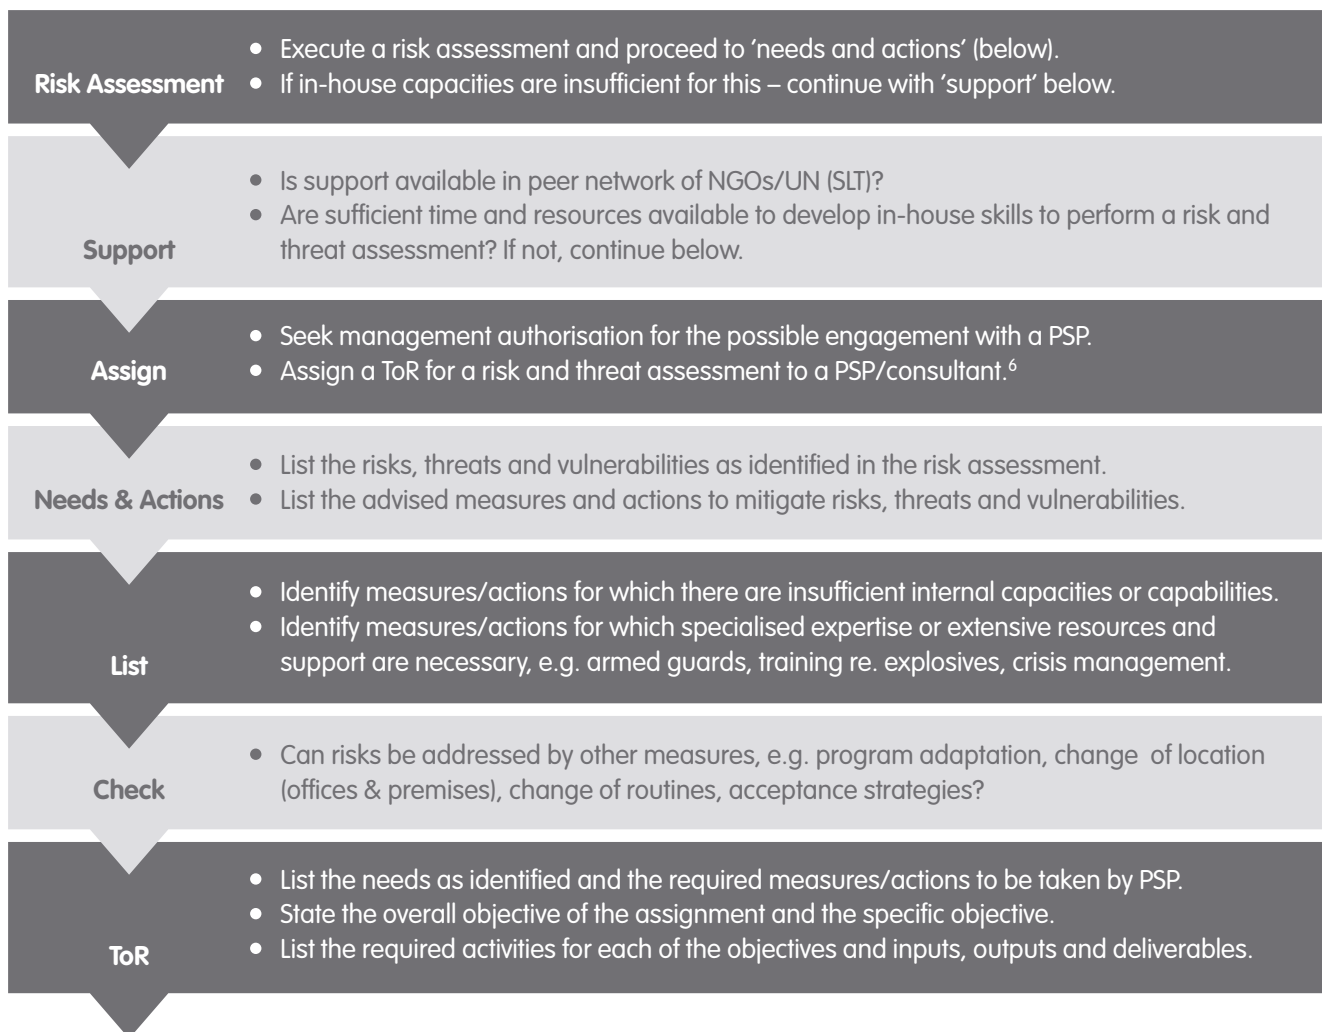 Risk Assessment
• Execute a risk assessment and proceed to ‘needs and actions’ (below).
• If in-house capacities are insufficient for this – continue with ‘support’ below.
Support
• Is support available in peer network of NGOs/UN (SLT)?
• Are sufficient time and resources available to develop in-house skills to perform a risk and
threat assessment? If not, continue below.
Assign
• Seek management authorisation for the possible engagement with a PSP.
• Assign a ToR for a risk and threat assessment to a PSP/consultant.⁶
Needs & Actions
• List the risks, threats and vulnerabilities as identified in the risk assessment.
• List the advised measures and actions to mitigate risks, threats and vulnerabilities.
List
• Identify measures/actions for which there are insufficient internal capacities or capabilities.
• Identify measures/actions for which specialised expertise or extensive resources and
support are necessary, e.g. armed guards, training re. explosives, crisis management.
Check
• Can risks be addressed by other measures, e.g. program adaptation, change of location
(offices & premises), change of routines, acceptance strategies?
ToR
• List the needs as identified and the required measures/actions to be taken by PSP.
• State the overall objective of the assignment and the specific objective.
• List the required activities for each of the objectives and inputs, outputs and deliverables.